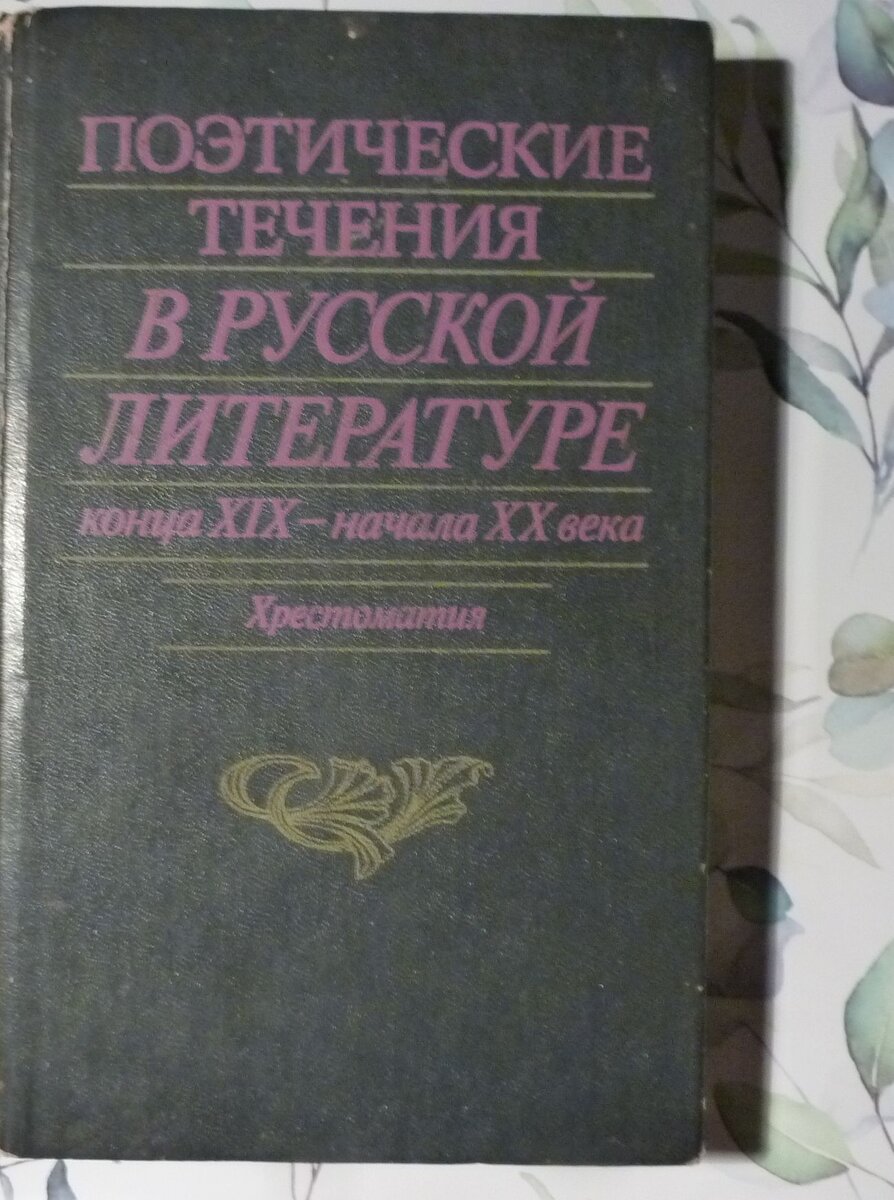 ПОЭТИЧЕСКИЕ
ТЕЧЕНИЯ
В РУССКОЙ
ЛИТЕРАТУРЕ
конца XIX – начала XX века
Хрестоматия